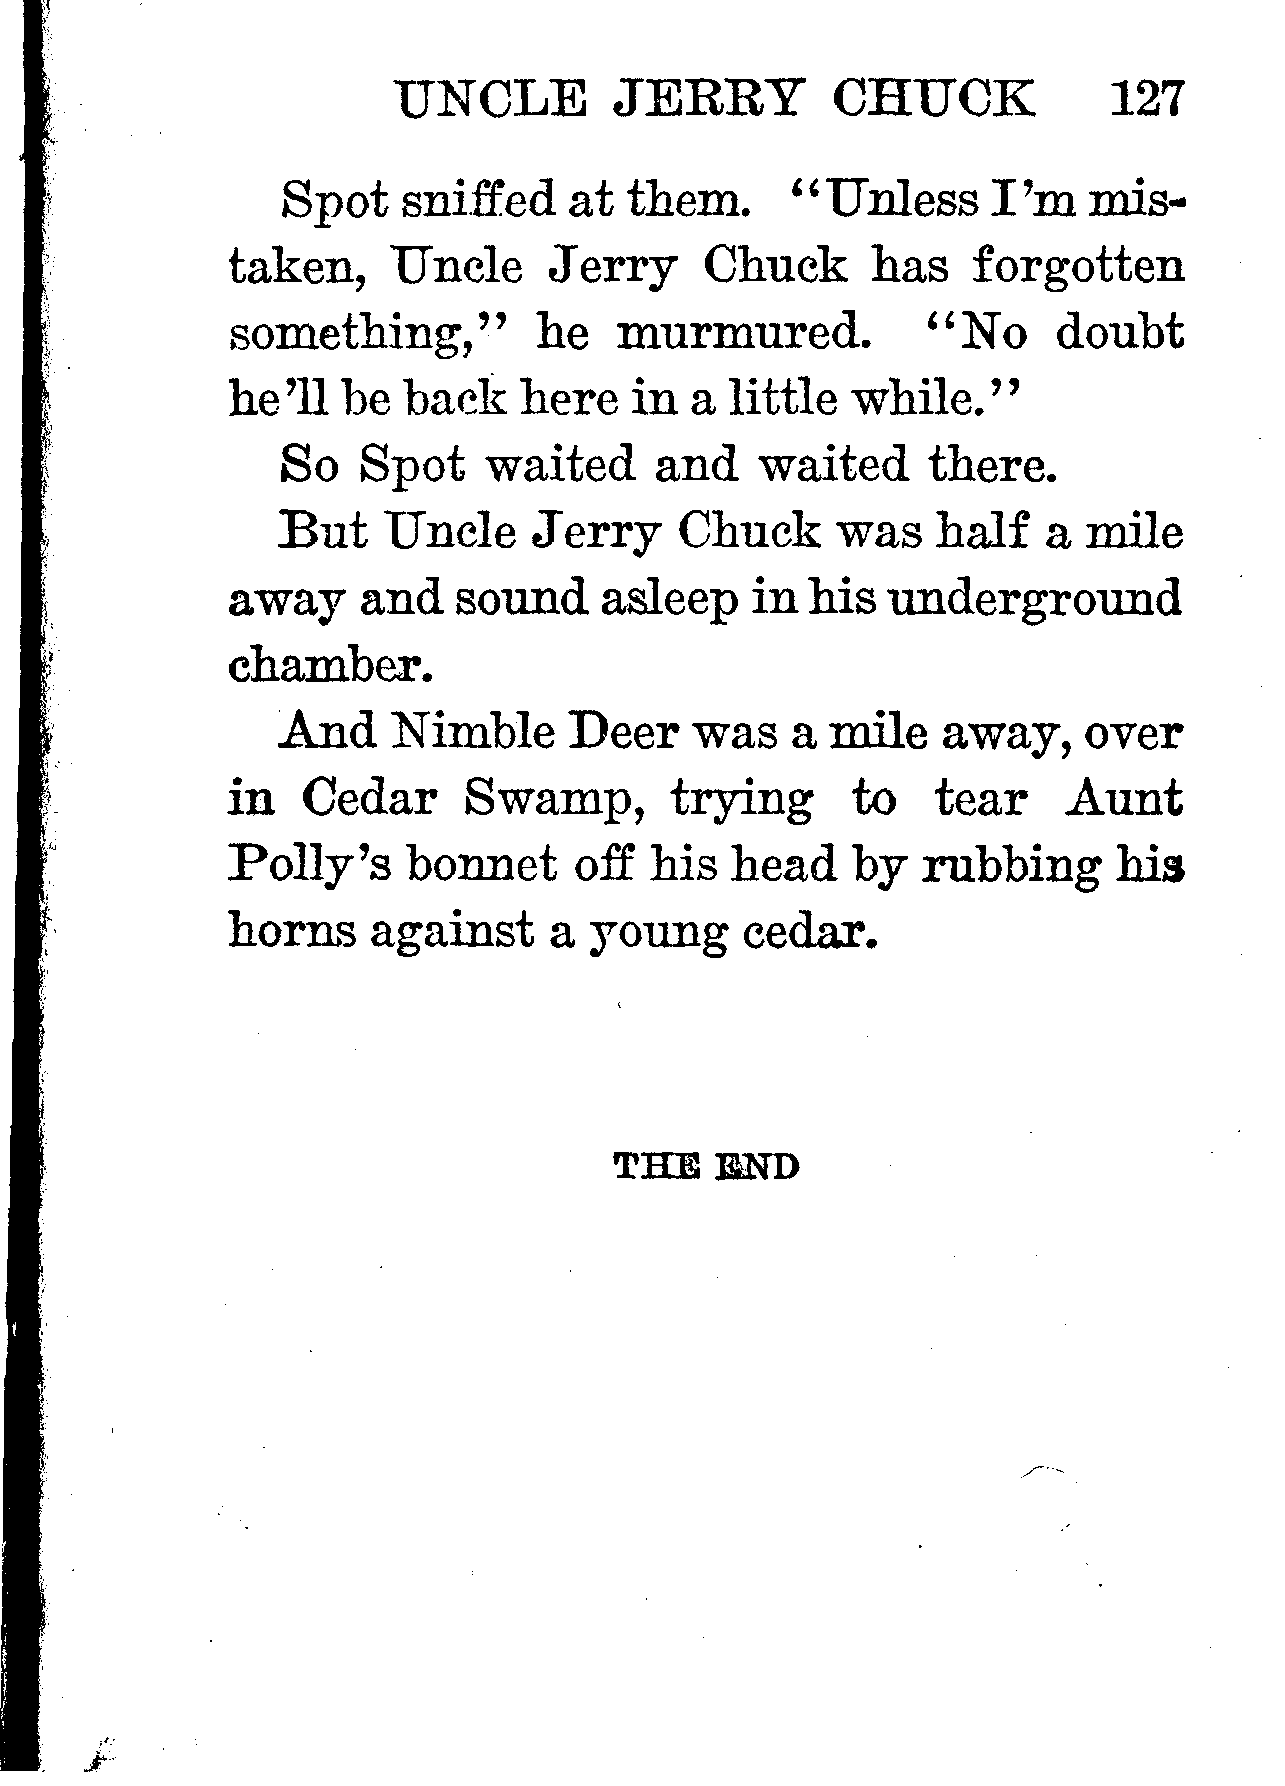 UNCLE JERRY CHUCK 127
Spot sniffed at them. "Unless I'm mis-
taken, Uncle Jerry Chuck has forgotten
something," he murmured. "No doubt
he'll be back here in a little while."
So Spot waited and waited there.
But Uncle Jerry Chuck was half a mile
away and sound asleep in his underground
chamber.
And Nimble Deer was a mile away, over
in Cedar Swamp, trying to tear Aunt
Polly's bonnet off his head by rubbing his
horns against a young cedar.
THE END